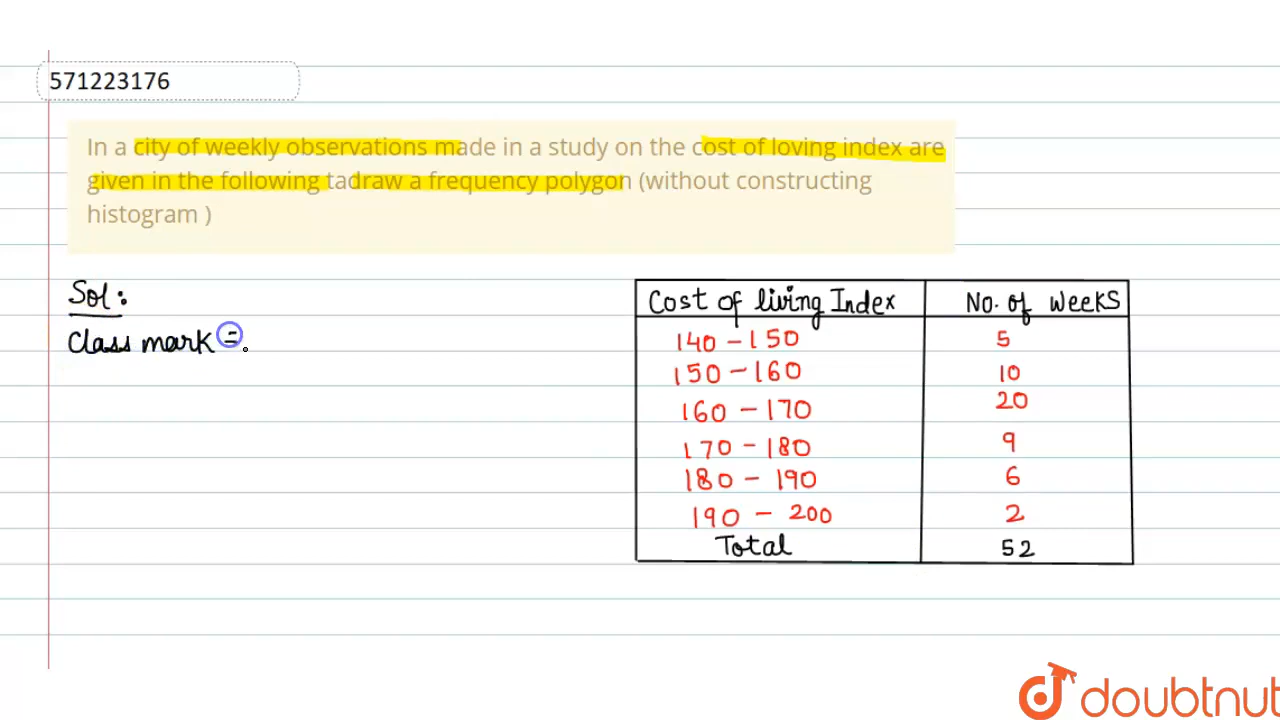 571223176
In a city of weekly observations made in a study on the cost of loving index are
given in the following tadraw a frequency polygon (without constructing
histogram )
Sol:
Class mark =
Cost of living Index No. of weeks
140 - 150 5
150 - 160 10
160 - 170 20
170 - 180 9
180 - 190 6
190 - 200 2
Total 52
doubtnut